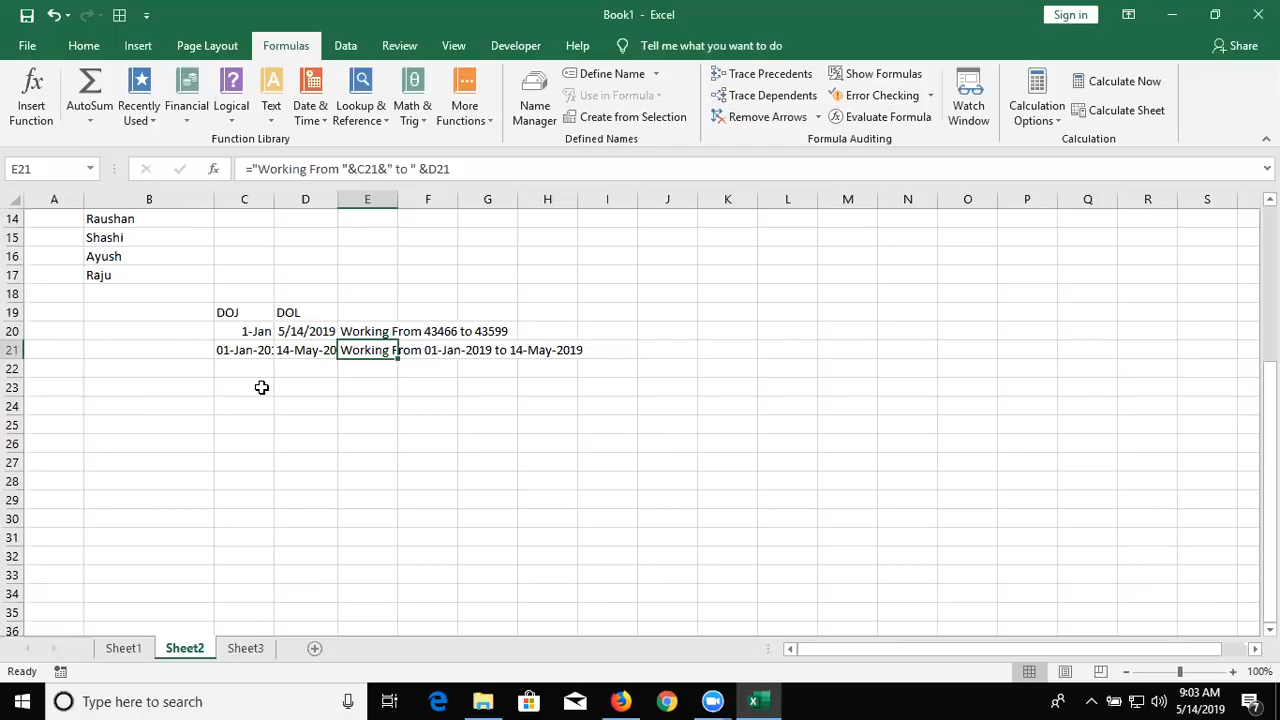 Book1 - Excel
Sign in
File Home Insert Page Layout Formulas Data Review View Developer Help Tell me what you want to do Share
Insert Function
AutoSum
Recently Used
Financial
Logical
Text
Date & Time
Lookup & Reference
Math & Trig
More Functions
Function Library
Name Manager
Define Name
Use in Formula
Create from Selection
Defined Names
Trace Precedents
Trace Dependents
Remove Arrows
Show Formulas
Error Checking
Evaluate Formula
Formula Auditing
Watch Window
Calculation Options
Calculate Now
Calculate Sheet
Calculation
E21 fx ="Working From "&C21&" to " &D21
A B C D E F G H I J K L M N O P Q R S
14 Raushan
15 Shashi
16 Ayush
17 Raju
18
19 DOJ DOL
20 1-Jan 5/14/2019 Working From 43466 to 43599
21 01-Jan-201 14-May-20 Working From 01-Jan-2019 to 14-May-2019
22
23
24
25
26
27
28
29
30
31
32
33
34
35
36
Sheet1 Sheet2 Sheet3
Ready 100%
Type here to search
9:03 AM
5/14/2019
7